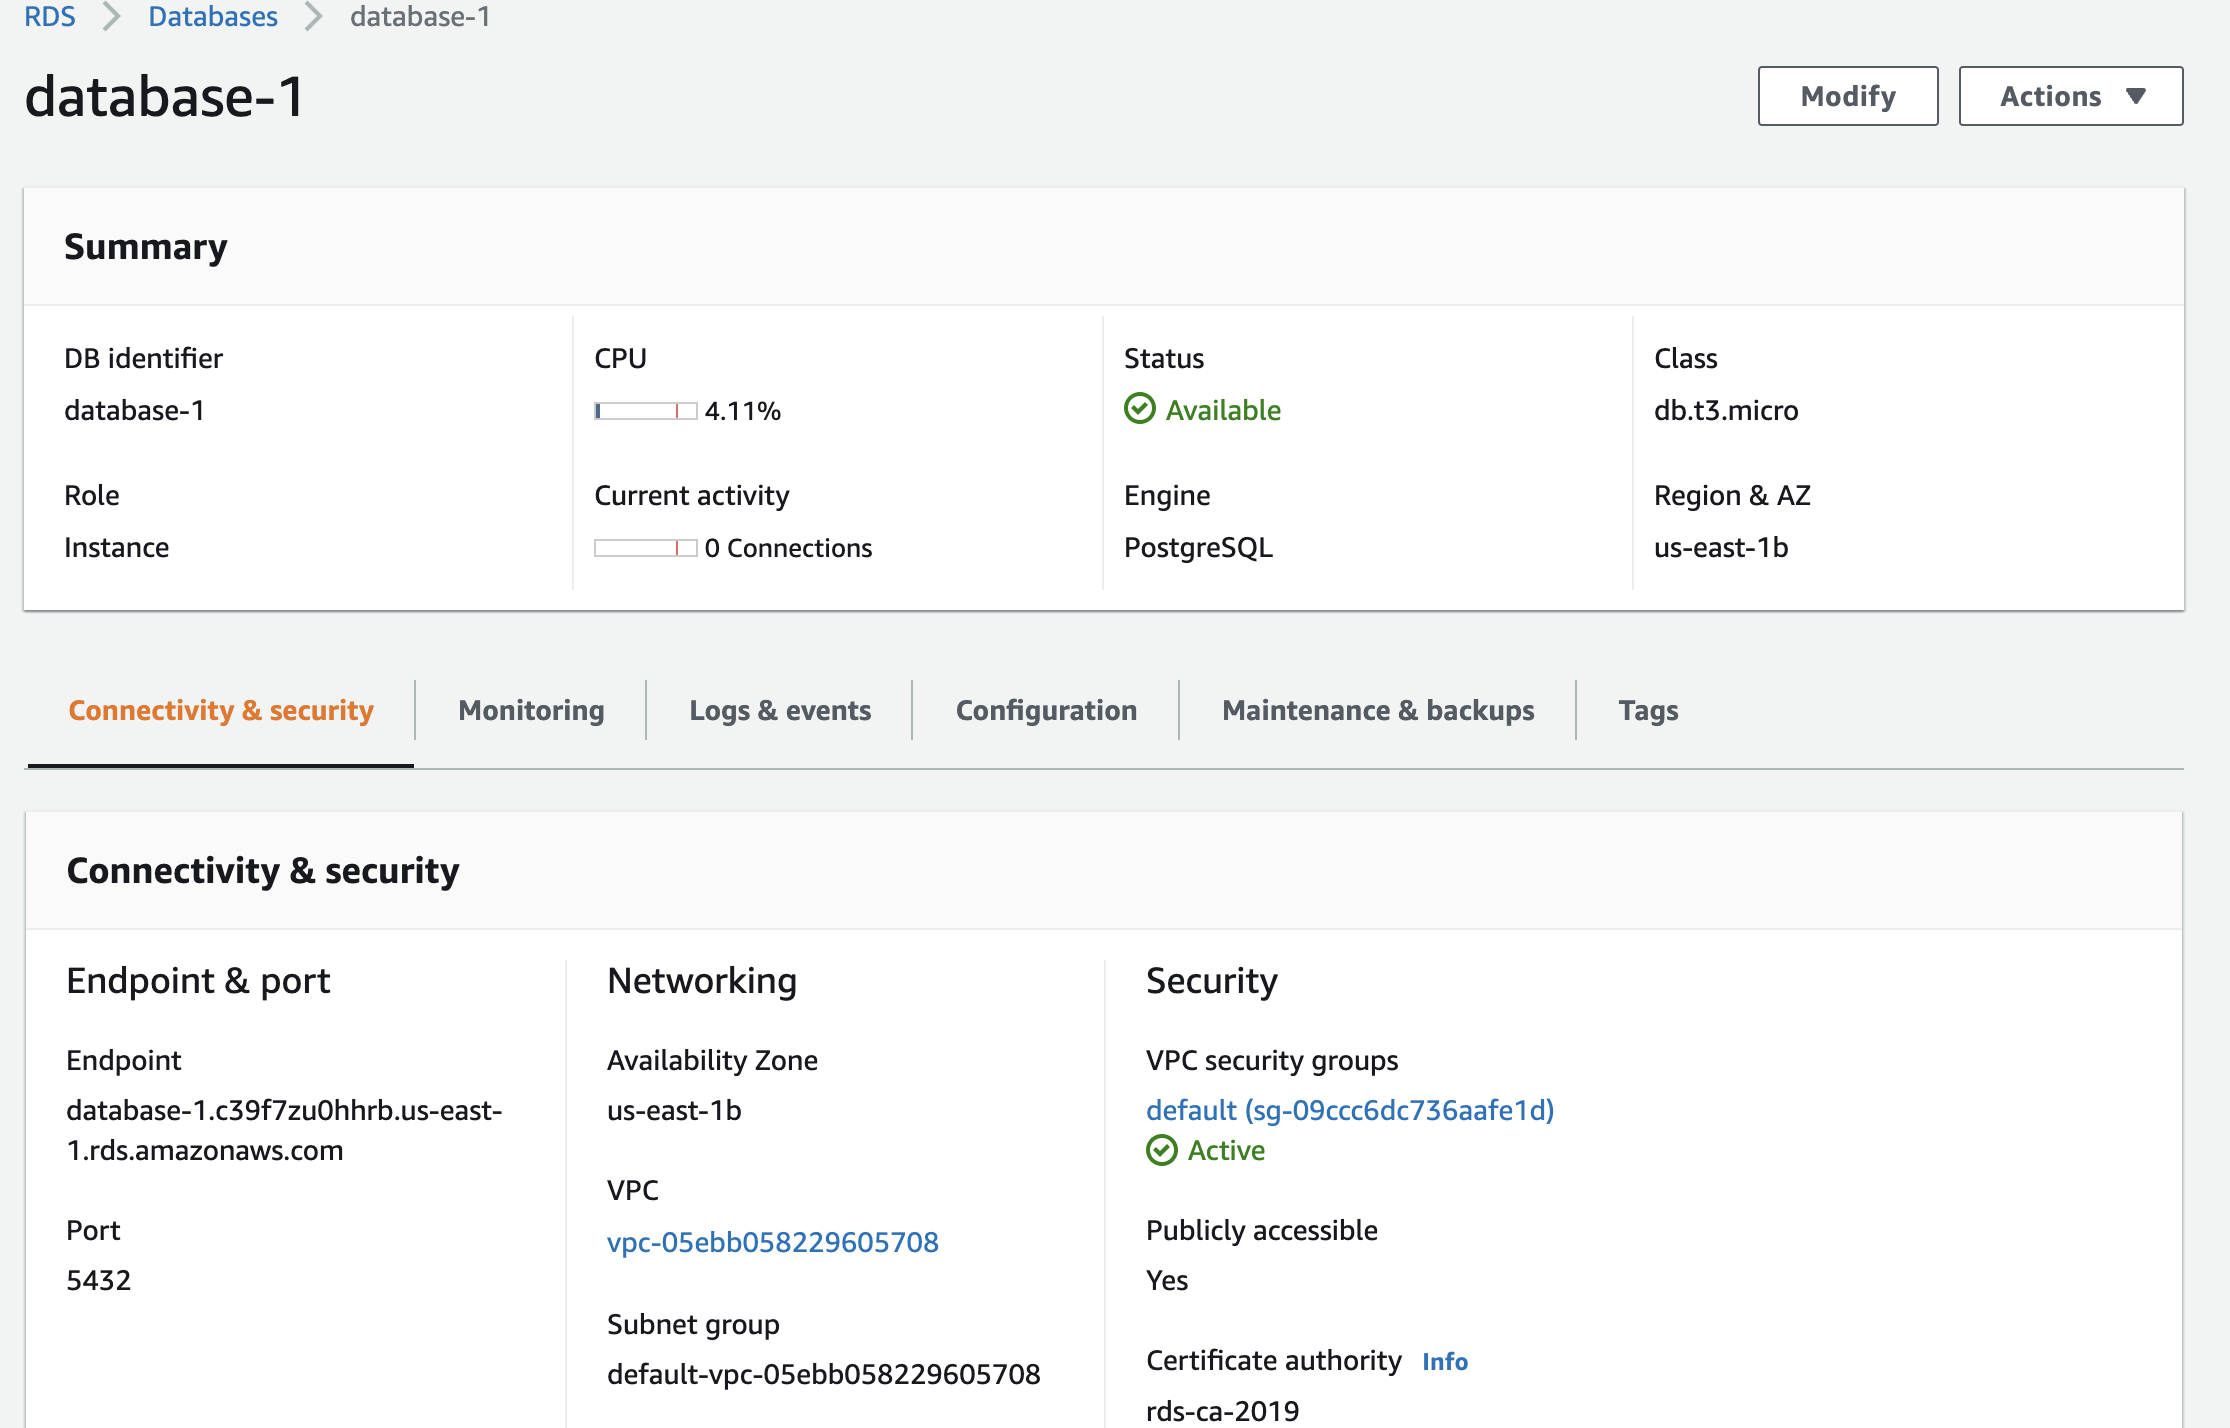 RDS Databases database-1
database-1
Modify
Actions
Summary
DB identifier
database-1
CPU
4.11%
Status
Available
Class
db.t3.micro
Role
Instance
Current activity
0 Connections
Engine
PostgreSQL
Region & AZ
us-east-1b
Connectivity & security
Monitoring
Logs & events
Configuration
Maintenance & backups
Tags
Connectivity & security
Endpoint & port
Endpoint
database-1.c39f7zu0hhrb.us-east-
1.rds.amazonaws.com
Port
5432
Networking
Availability Zone
us-east-1b
VPC
vpc-05ebb058229605708
Subnet group
default-vpc-05ebb058229605708
Security
VPC security groups
default (sg-09ccc6dc736aafe1d)
Active
Publicly accessible
Yes
Certificate authority Info
rds-ca-2019